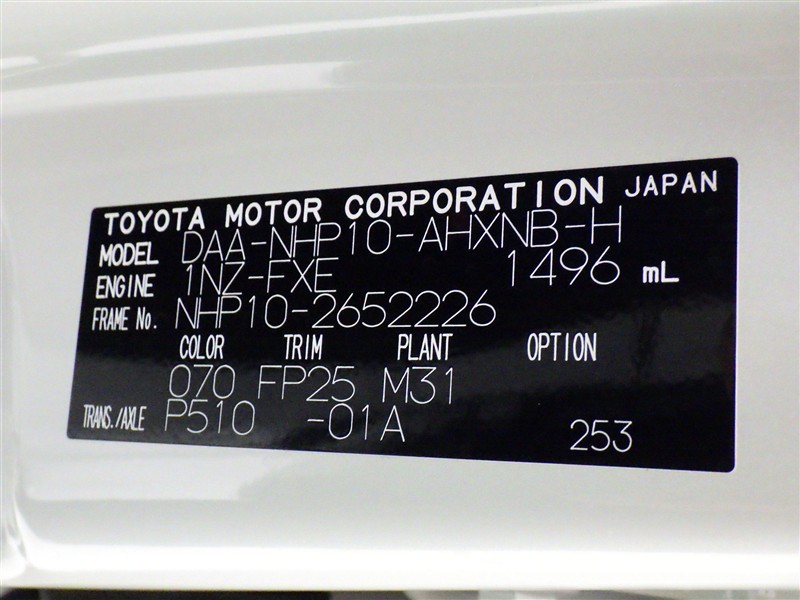 TOYOTA MOTOR CORPORATION JAPAN
MODEL DAA-NHP10-AHXNB-H
ENGINE 1NZ-FXE 1496 mL
FRAME No. NHP10-2652226
COLOR TRIM PLANT OPTION
070 FP25 M31
TRANS./AXLE P510 -01A 253